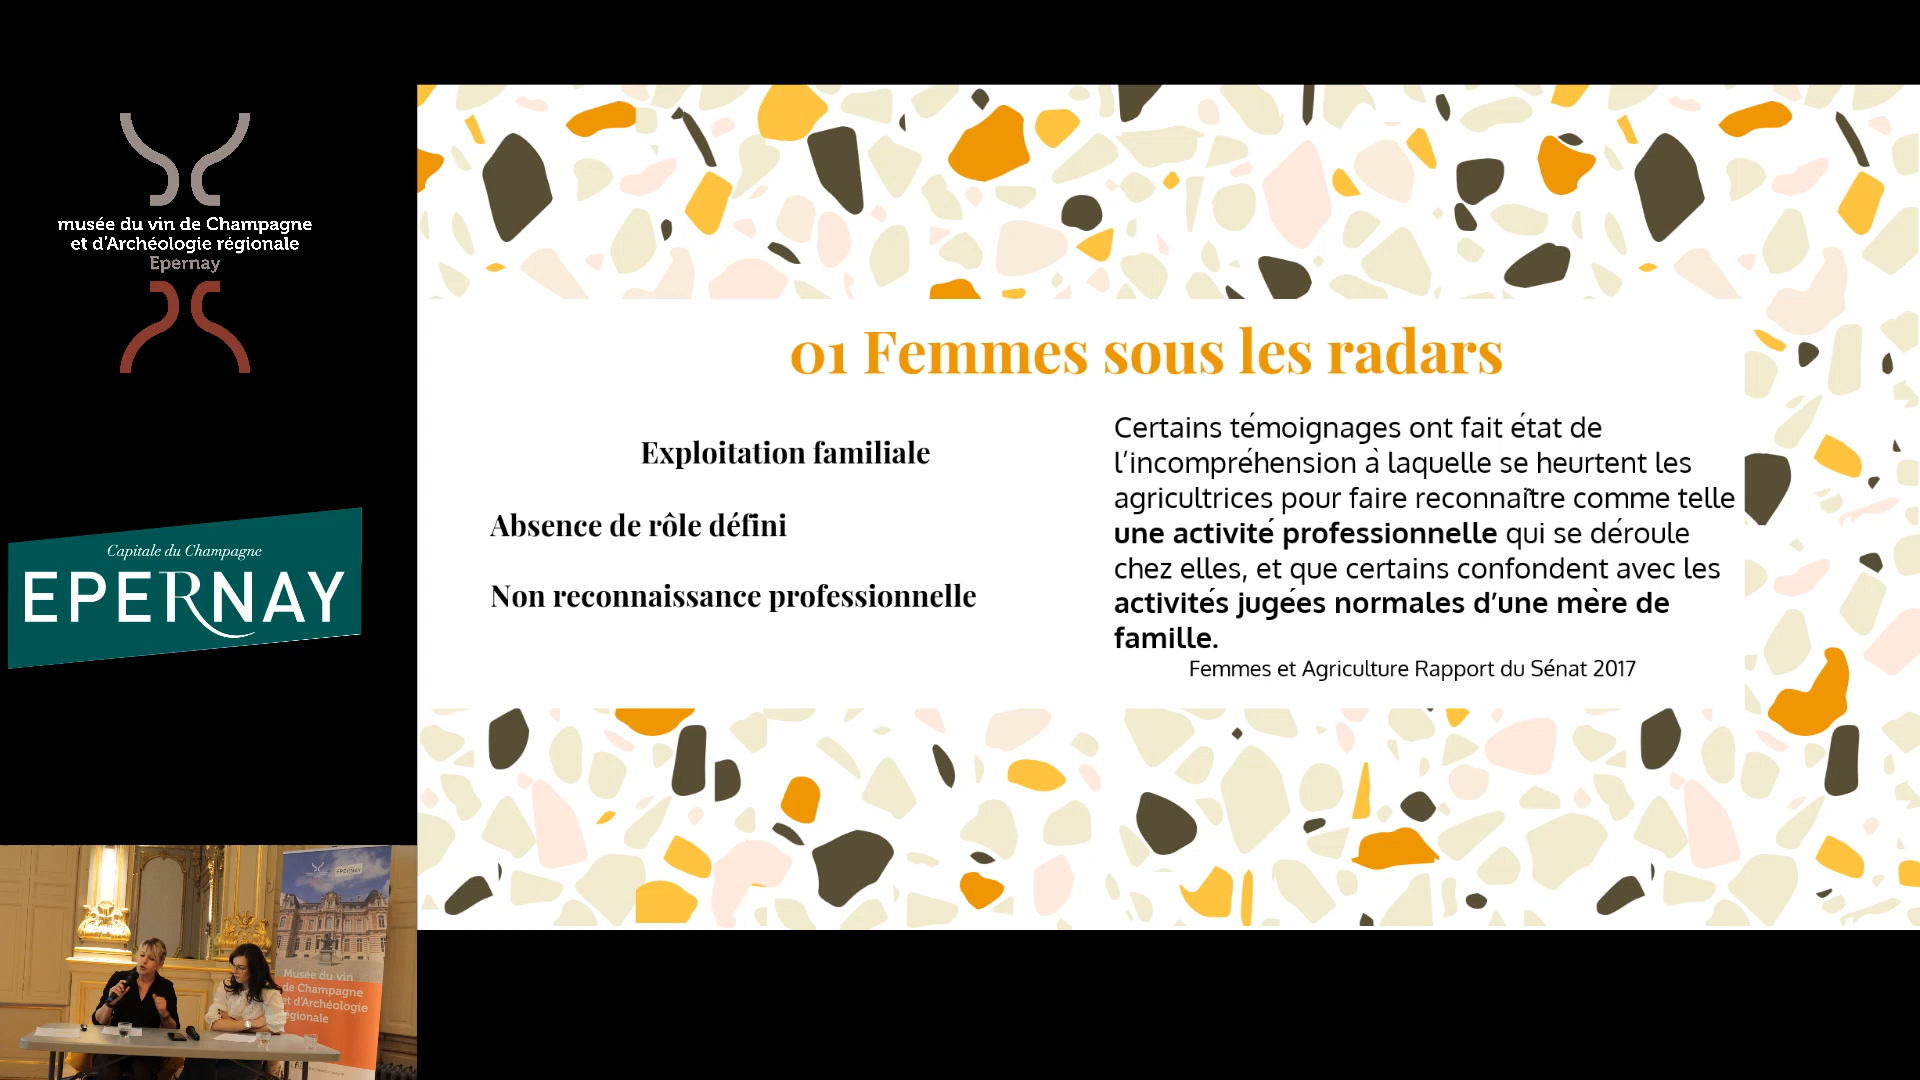 musée du vin de Champagne
et d'Archéologie régionale
Epernay
Capitale du Champagne
EPERNAY
01 Femmes sous les radars
Exploitation familiale
Absence de rôle défini
Non reconnaissance professionnelle
Certains témoignages ont fait état de
l'incompréhension à laquelle se heurtent les
agricultrices pour faire reconnaître comme telle
une activité professionnelle qui se déroule
chez elles, et que certains confondent avec les
activités jugées normales d'une mère de
famille.
Femmes et Agriculture Rapport du Sénat 2017
EPERNAY
Musée du vin
de Champagne
et d'Archéologie
régionale